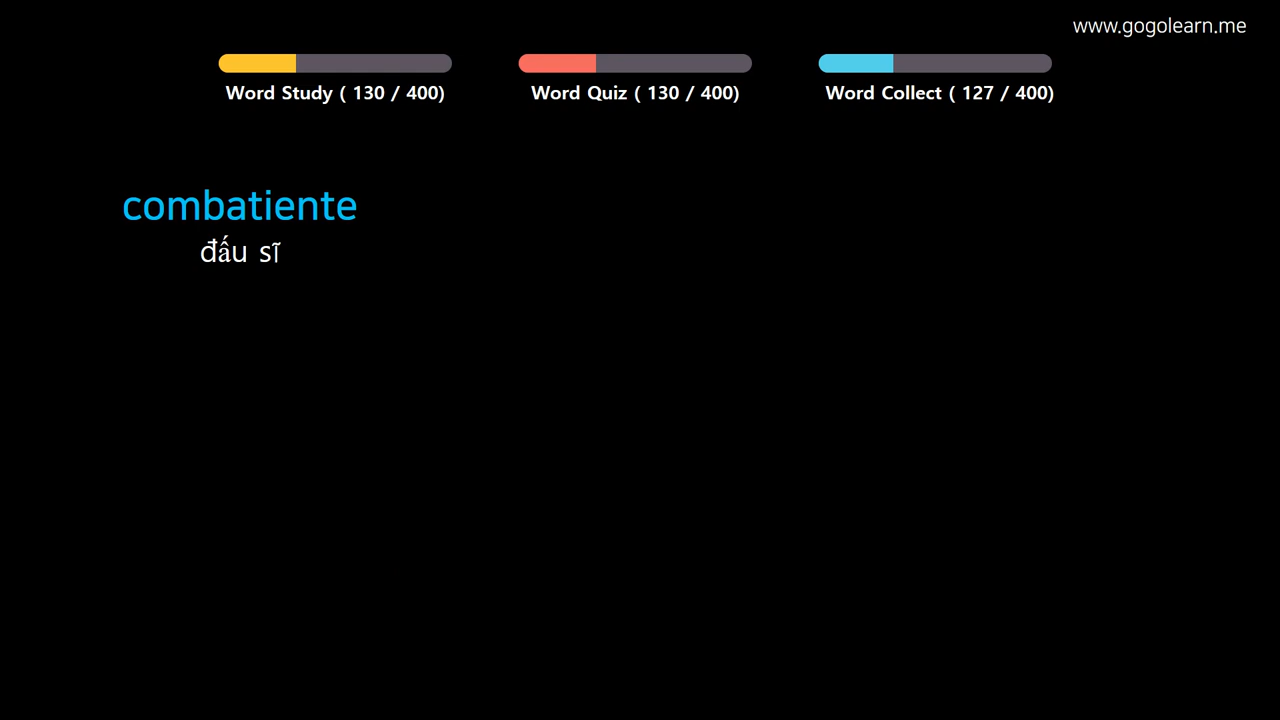 www.gogolearn.me
Word Study ( 130 / 400)
Word Quiz ( 130 / 400)
Word Collect ( 127 / 400)
combatiente
đấu sĩ